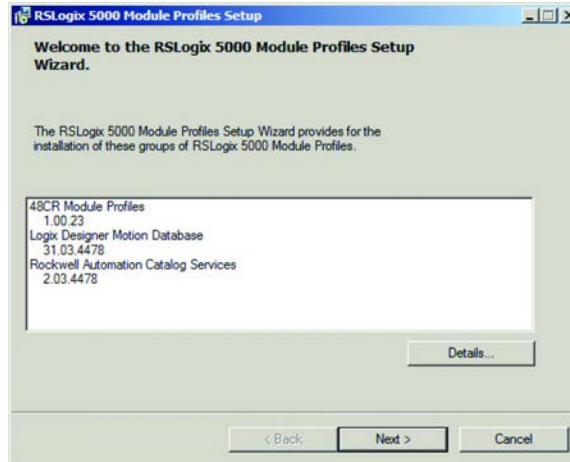 RSLogix 5000 Module Profiles Setup
Welcome to the RSLogix 5000 Module Profiles Setup
Wizard.
The RSLogix 5000 Module Profiles Setup Wizard provides for the
installation of these groups of RSLogix 5000 Module Profiles.
48CR Module Profiles
1.00.23
Logix Designer Motion Database
31.03.4478
Rockwell Automation Catalog Services
2.03.4478
Details...
< Back
Next >
Cancel